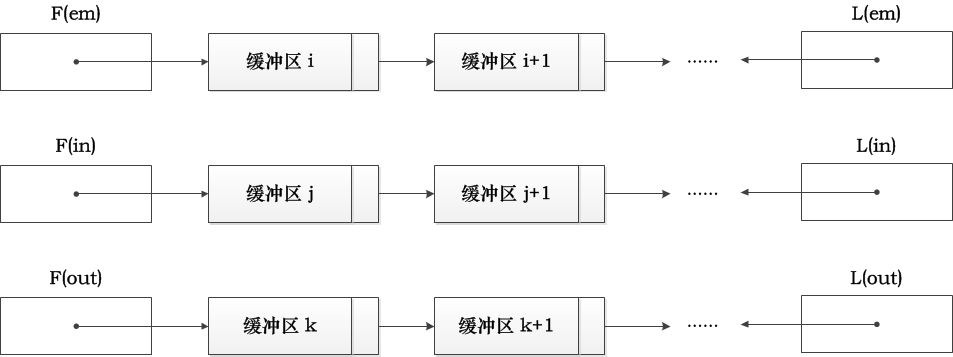 F(em) L(em)
缓冲区 i 缓冲区 i+1 ······
F(in) L(in)
缓冲区 j 缓冲区 j+1 ······
F(out) L(out)
缓冲区 k 缓冲区 k+1 ······